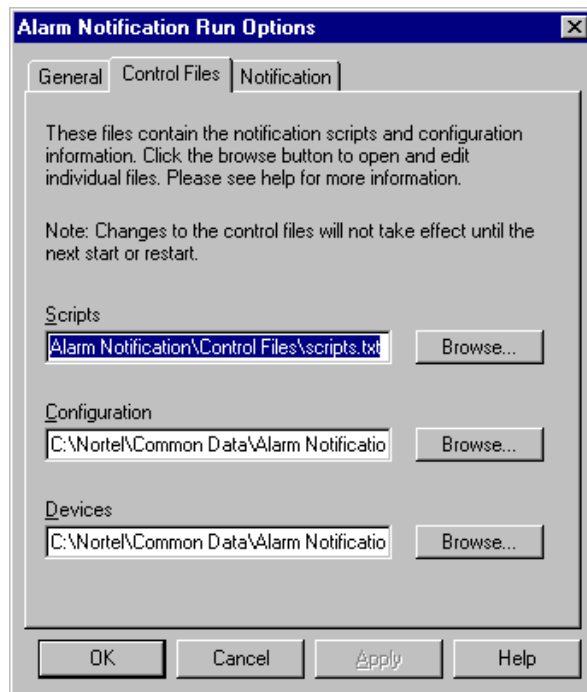 Alarm Notification Run Options
General Control Files Notification
These files contain the notification scripts and configuration
information. Click the browse button to open and edit
individual files. Please see help for more information.
Note: Changes to the control files will not take effect until the
next start or restart.
Scripts
Alarm Notification\Control Files\scripts.txt Browse...
Configuration
C:\Nortel\Common Data\Alarm Notificatio Browse...
Devices
C:\Nortel\Common Data\Alarm Notificatio Browse...
OK Cancel Apply Help